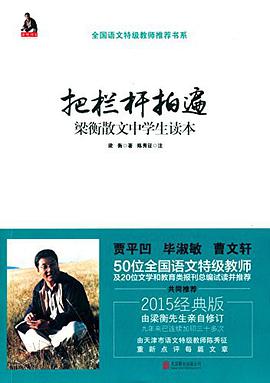 全国语文特级教师推荐书系
把栏杆拍遍
梁衡散文中学生读本
梁 衡 著 陈秀征 注
贾平凹 毕淑敏 曹文轩
50位全国语文特级教师
及20位文学和教育类报刊总编试读并推荐
共同推荐
2015经典版
由梁衡先生亲自修订
九年来已连续加印三十多次
由天津市语文特级教师陈秀征
重新点评每篇文章